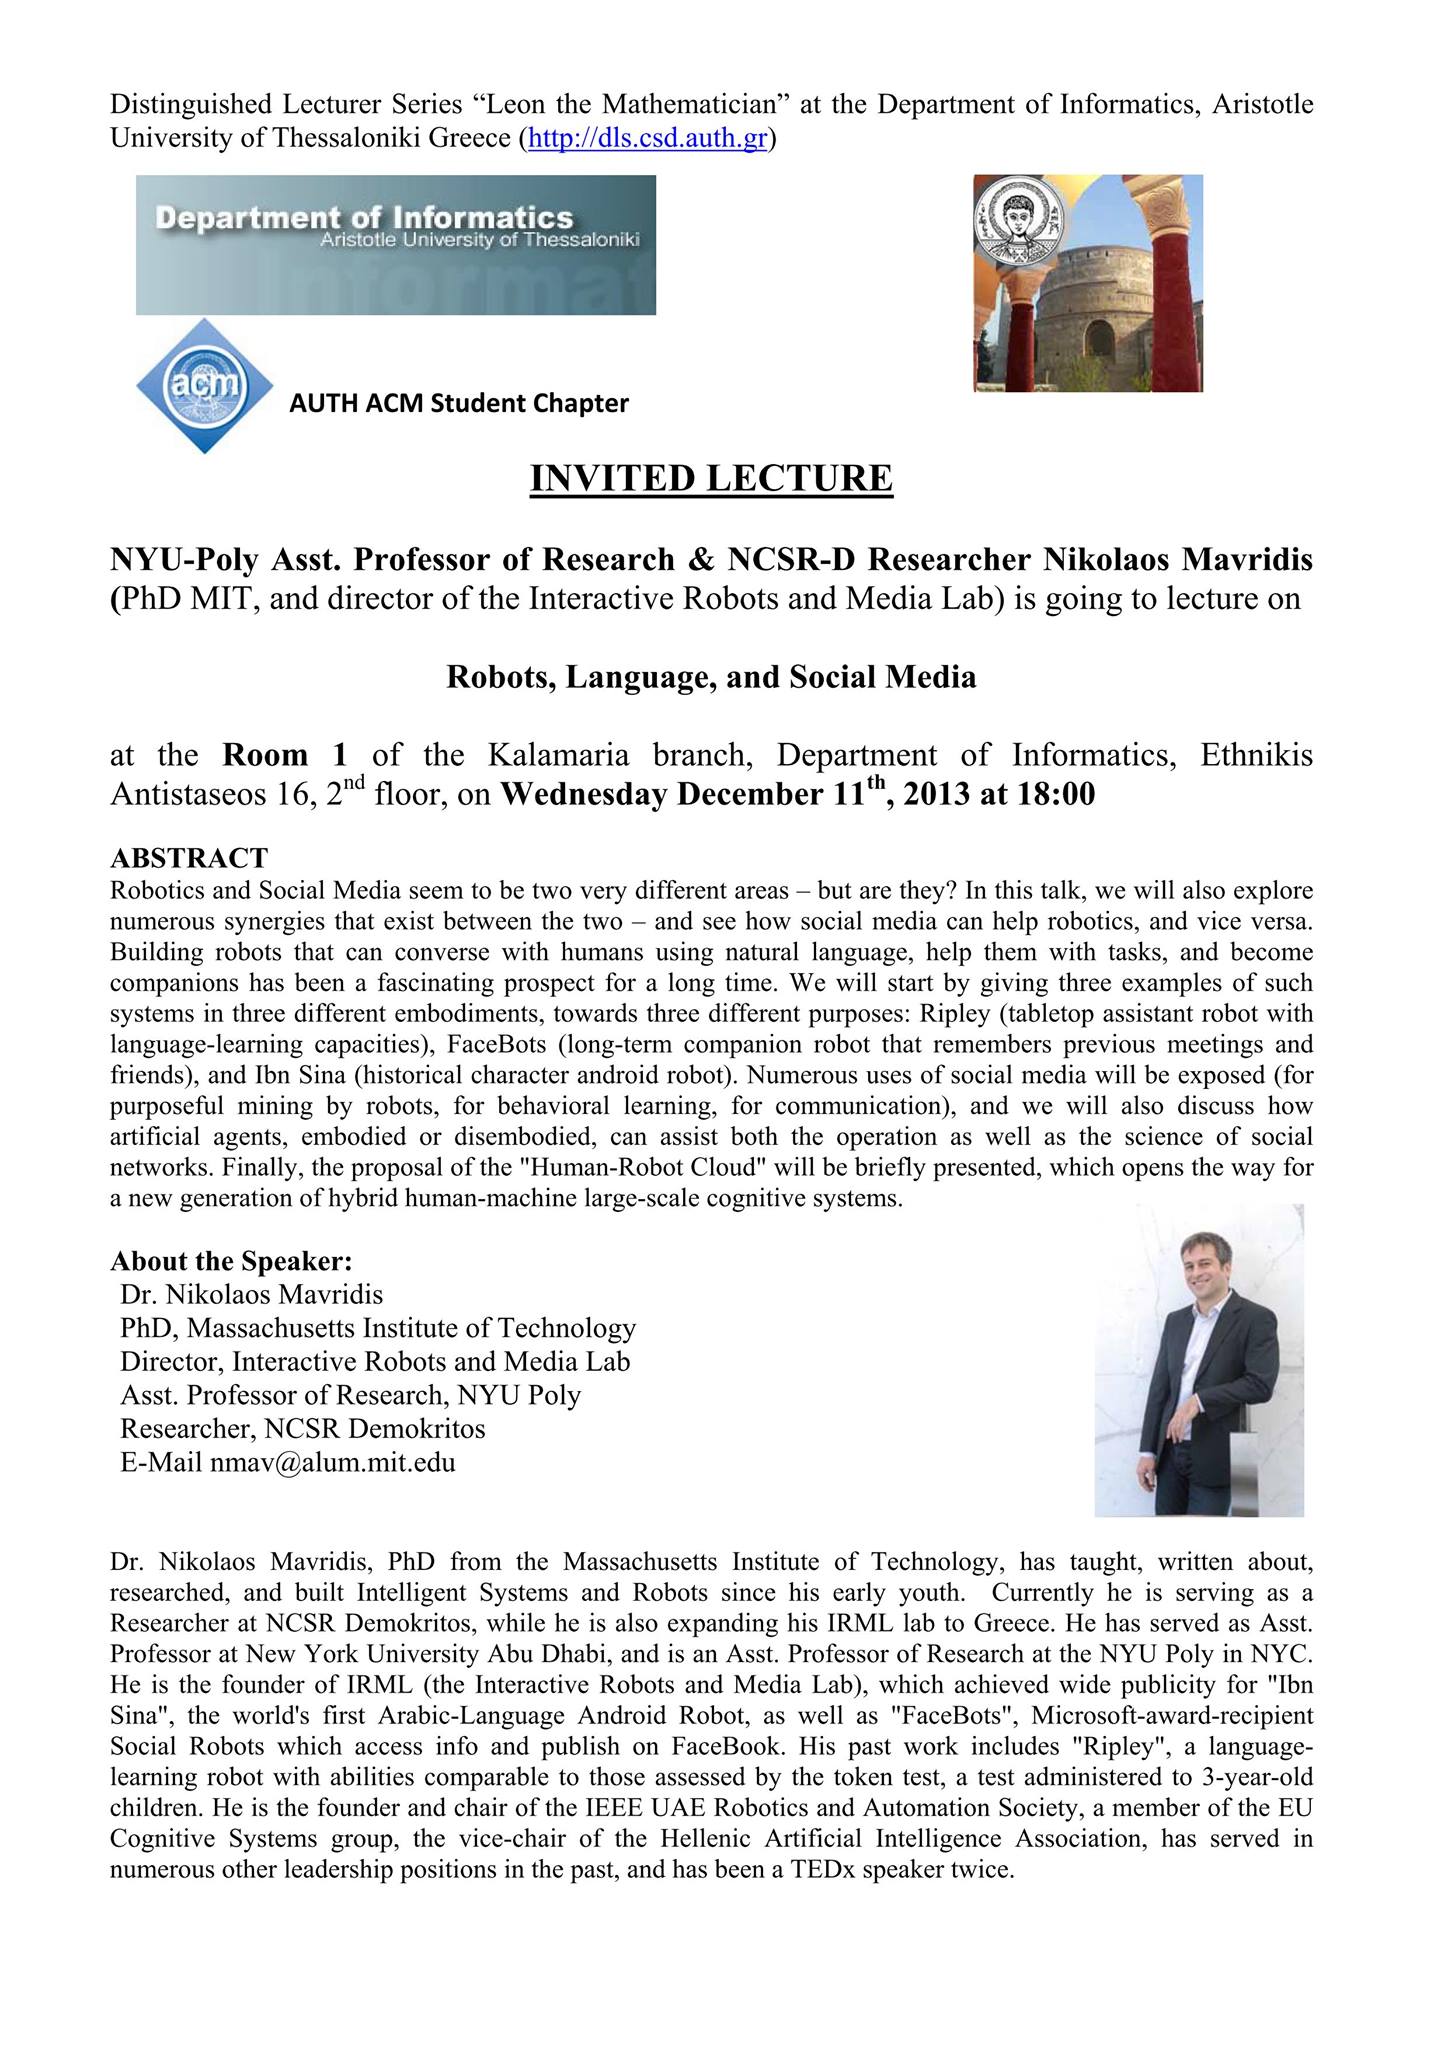 Distinguished Lecturer Series “Leon the Mathematician” at the Department of Informatics, Aristotle
University of Thessaloniki Greece (http://dls.csd.auth.gr)
Department of Informatics
Aristotle University of Thessaloniki
Informat
acm
AUTH ACM Student Chapter
INVITED LECTURE
NYU-Poly Asst. Professor of Research & NCSR-D Researcher Nikolaos Mavridis
(PhD MIT, and director of the Interactive Robots and Media Lab) is going to lecture on
Robots, Language, and Social Media
at the Room 1 of the Kalamaria branch, Department of Informatics, Ethnikis
Antistaseos 16, 2nd floor, on Wednesday December 11th, 2013 at 18:00
ABSTRACT
Robotics and Social Media seem to be two very different areas – but are they? In this talk, we will also explore
numerous synergies that exist between the two – and see how social media can help robotics, and vice versa.
Building robots that can converse with humans using natural language, help them with tasks, and become
companions has been a fascinating prospect for a long time. We will start by giving three examples of such
systems in three different embodiments, towards three different purposes: Ripley (tabletop assistant robot with
language-learning capacities), FaceBots (long-term companion robot that remembers previous meetings and
friends), and Ibn Sina (historical character android robot). Numerous uses of social media will be exposed (for
purposeful mining by robots, for behavioral learning, for communication), and we will also discuss how
artificial agents, embodied or disembodied, can assist both the operation as well as the science of social
networks. Finally, the proposal of the "Human-Robot Cloud" will be briefly presented, which opens the way for
a new generation of hybrid human-machine large-scale cognitive systems.
About the Speaker:
Dr. Nikolaos Mavridis
PhD, Massachusetts Institute of Technology
Director, Interactive Robots and Media Lab
Asst. Professor of Research, NYU Poly
Researcher, NCSR Demokritos
E-Mail nmav@alum.mit.edu
Dr. Nikolaos Mavridis, PhD from the Massachusetts Institute of Technology, has taught, written about,
researched, and built Intelligent Systems and Robots since his early youth. Currently he is serving as a
Researcher at NCSR Demokritos, while he is also expanding his IRML lab to Greece. He has served as Asst.
Professor at New York University Abu Dhabi, and is an Asst. Professor of Research at the NYU Poly in NYC.
He is the founder of IRML (the Interactive Robots and Media Lab), which achieved wide publicity for "Ibn
Sina", the world's first Arabic-Language Android Robot, as well as "FaceBots", Microsoft-award-recipient
Social Robots which access info and publish on FaceBook. His past work includes "Ripley", a language-
learning robot with abilities comparable to those assessed by the token test, a test administered to 3-year-old
children. He is the founder and chair of the IEEE UAE Robotics and Automation Society, a member of the EU
Cognitive Systems group, the vice-chair of the Hellenic Artificial Intelligence Association, has served in
numerous other leadership positions in the past, and has been a TEDx speaker twice.